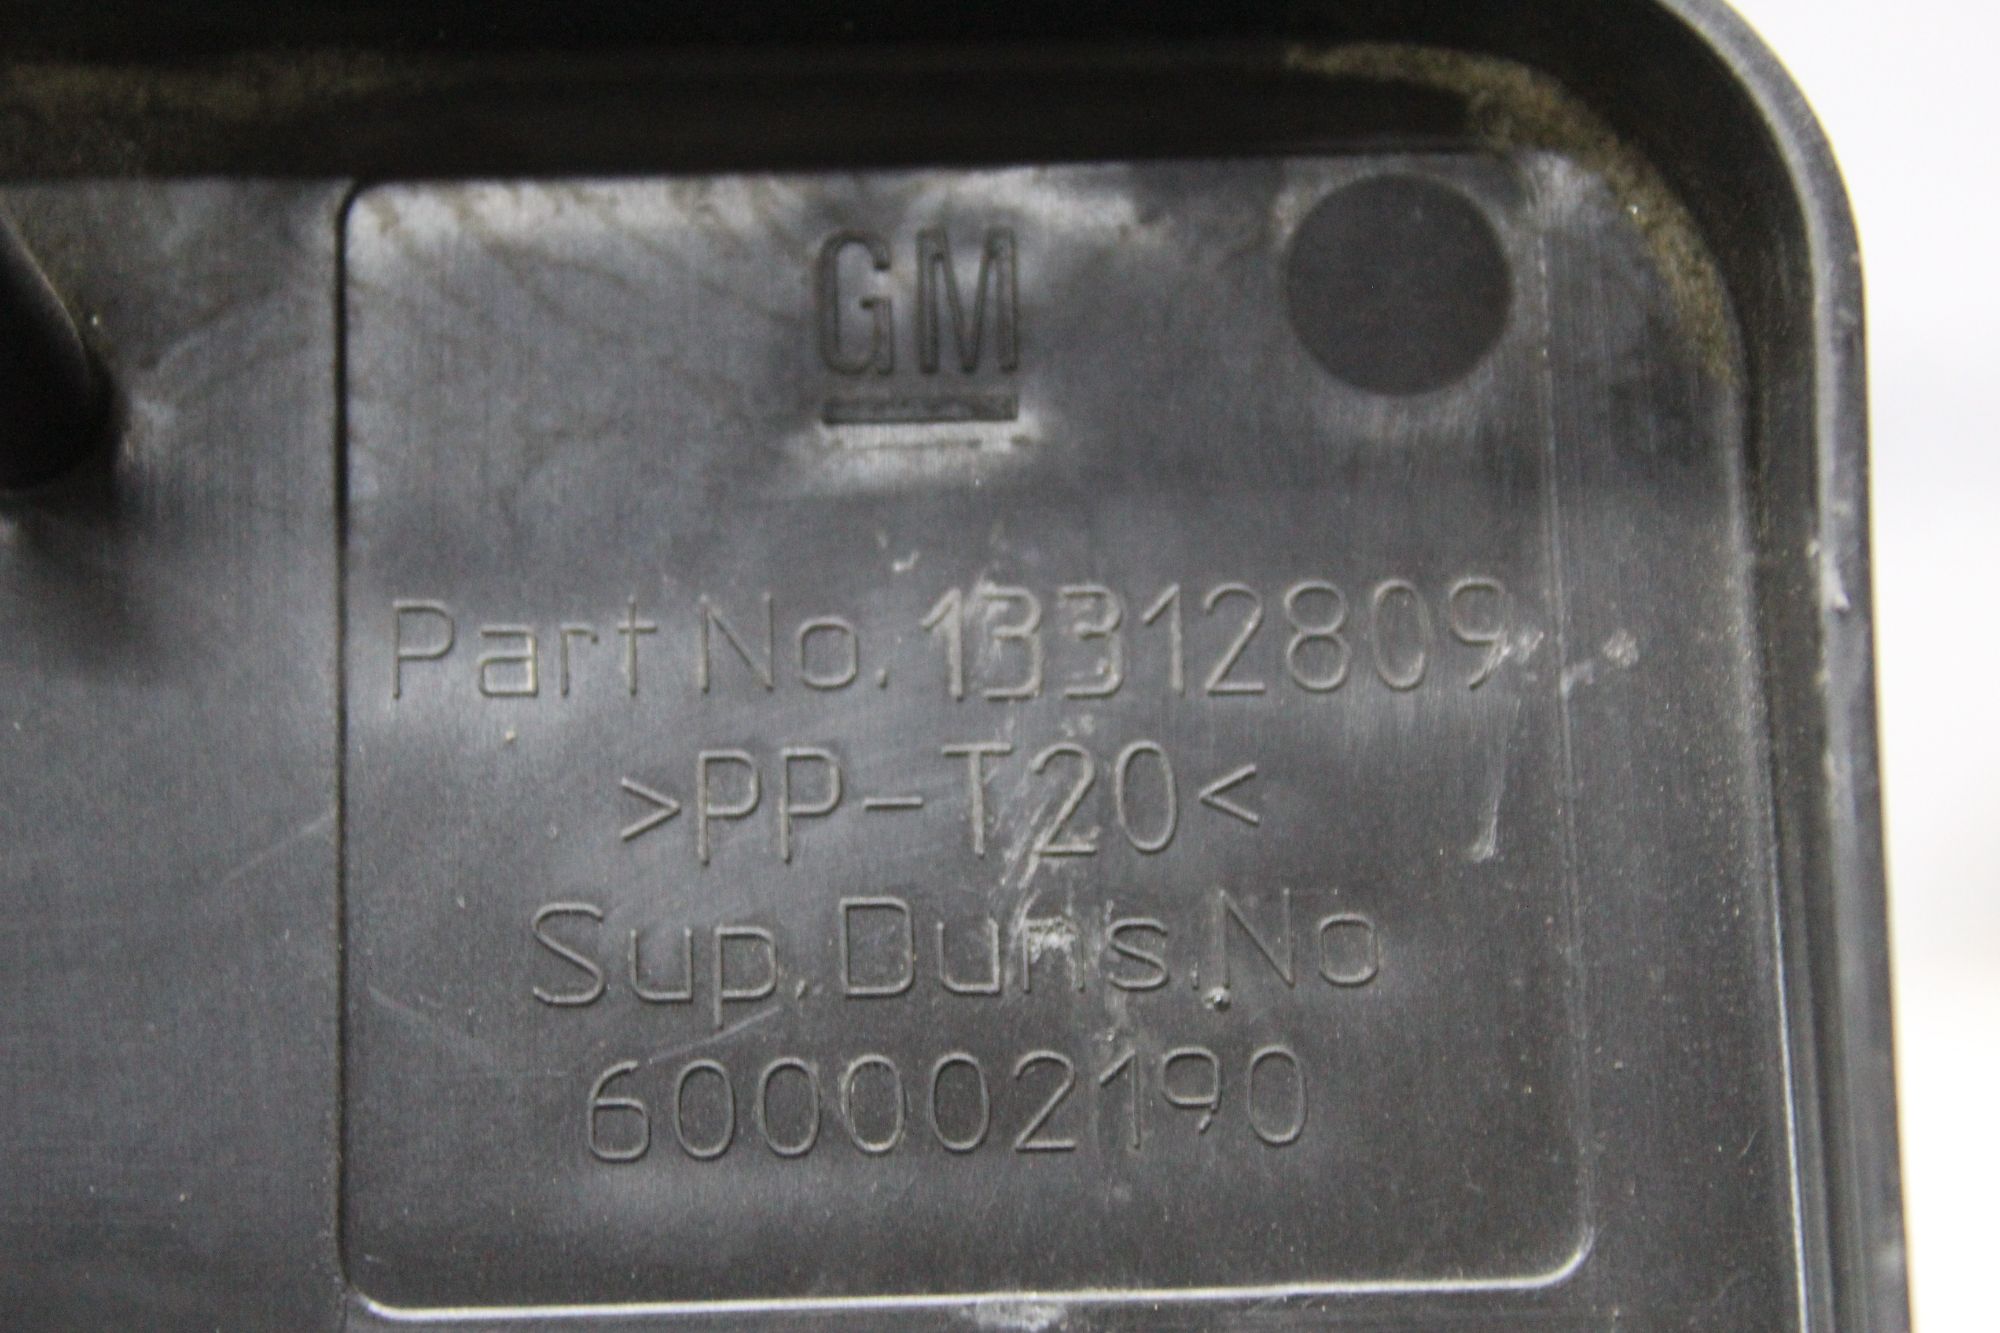 GM
Part No. 13312809
>PP-T20<
Sup.Duns.No
600002190